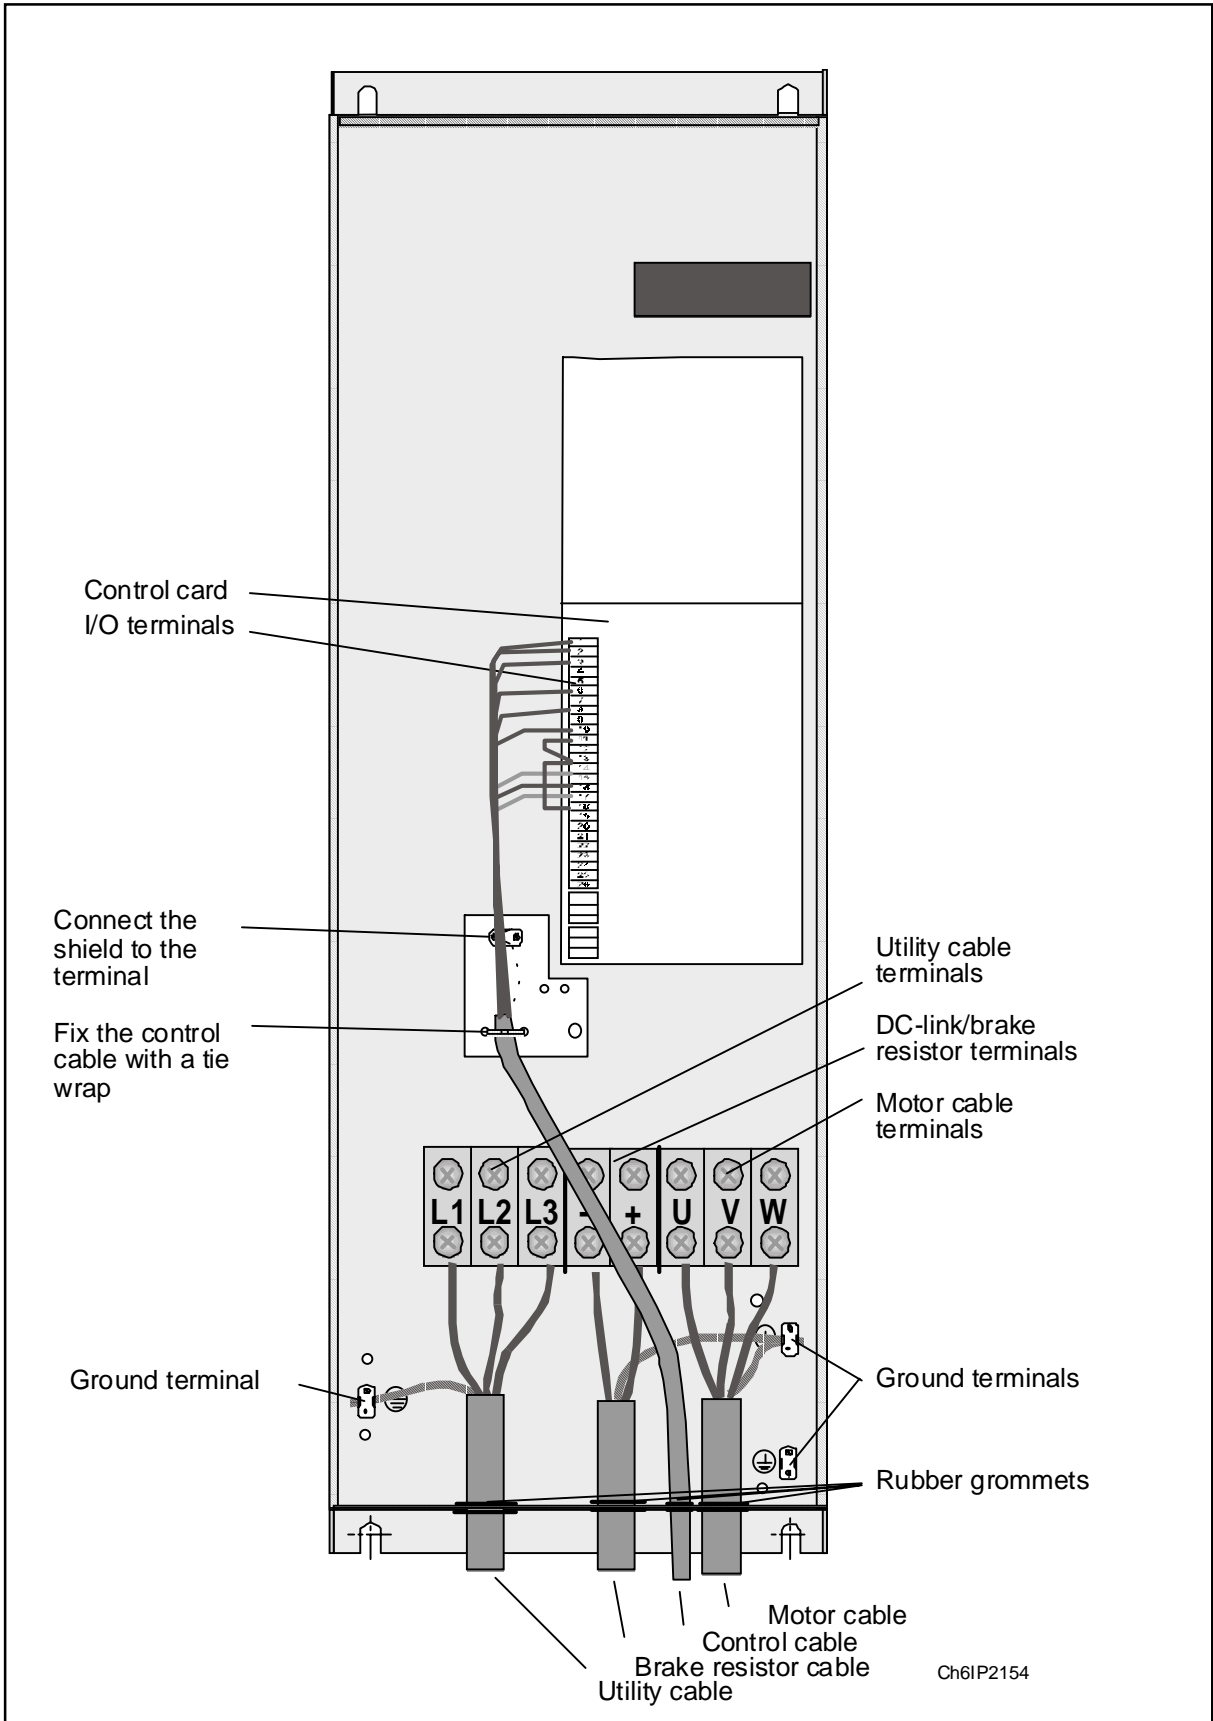 Control card
I/O terminals
Connect the
shield to the
terminal
Fix the control
cable with a tie
wrap
Utility cable
terminals
DC-link/brake
resistor terminals
Motor cable
terminals
L1 L2 L3 - + U V W
Ground terminal
Ground terminals
Rubber grommets
Motor cable
Control cable
Brake resistor cable
Utility cable
Ch6IP2154